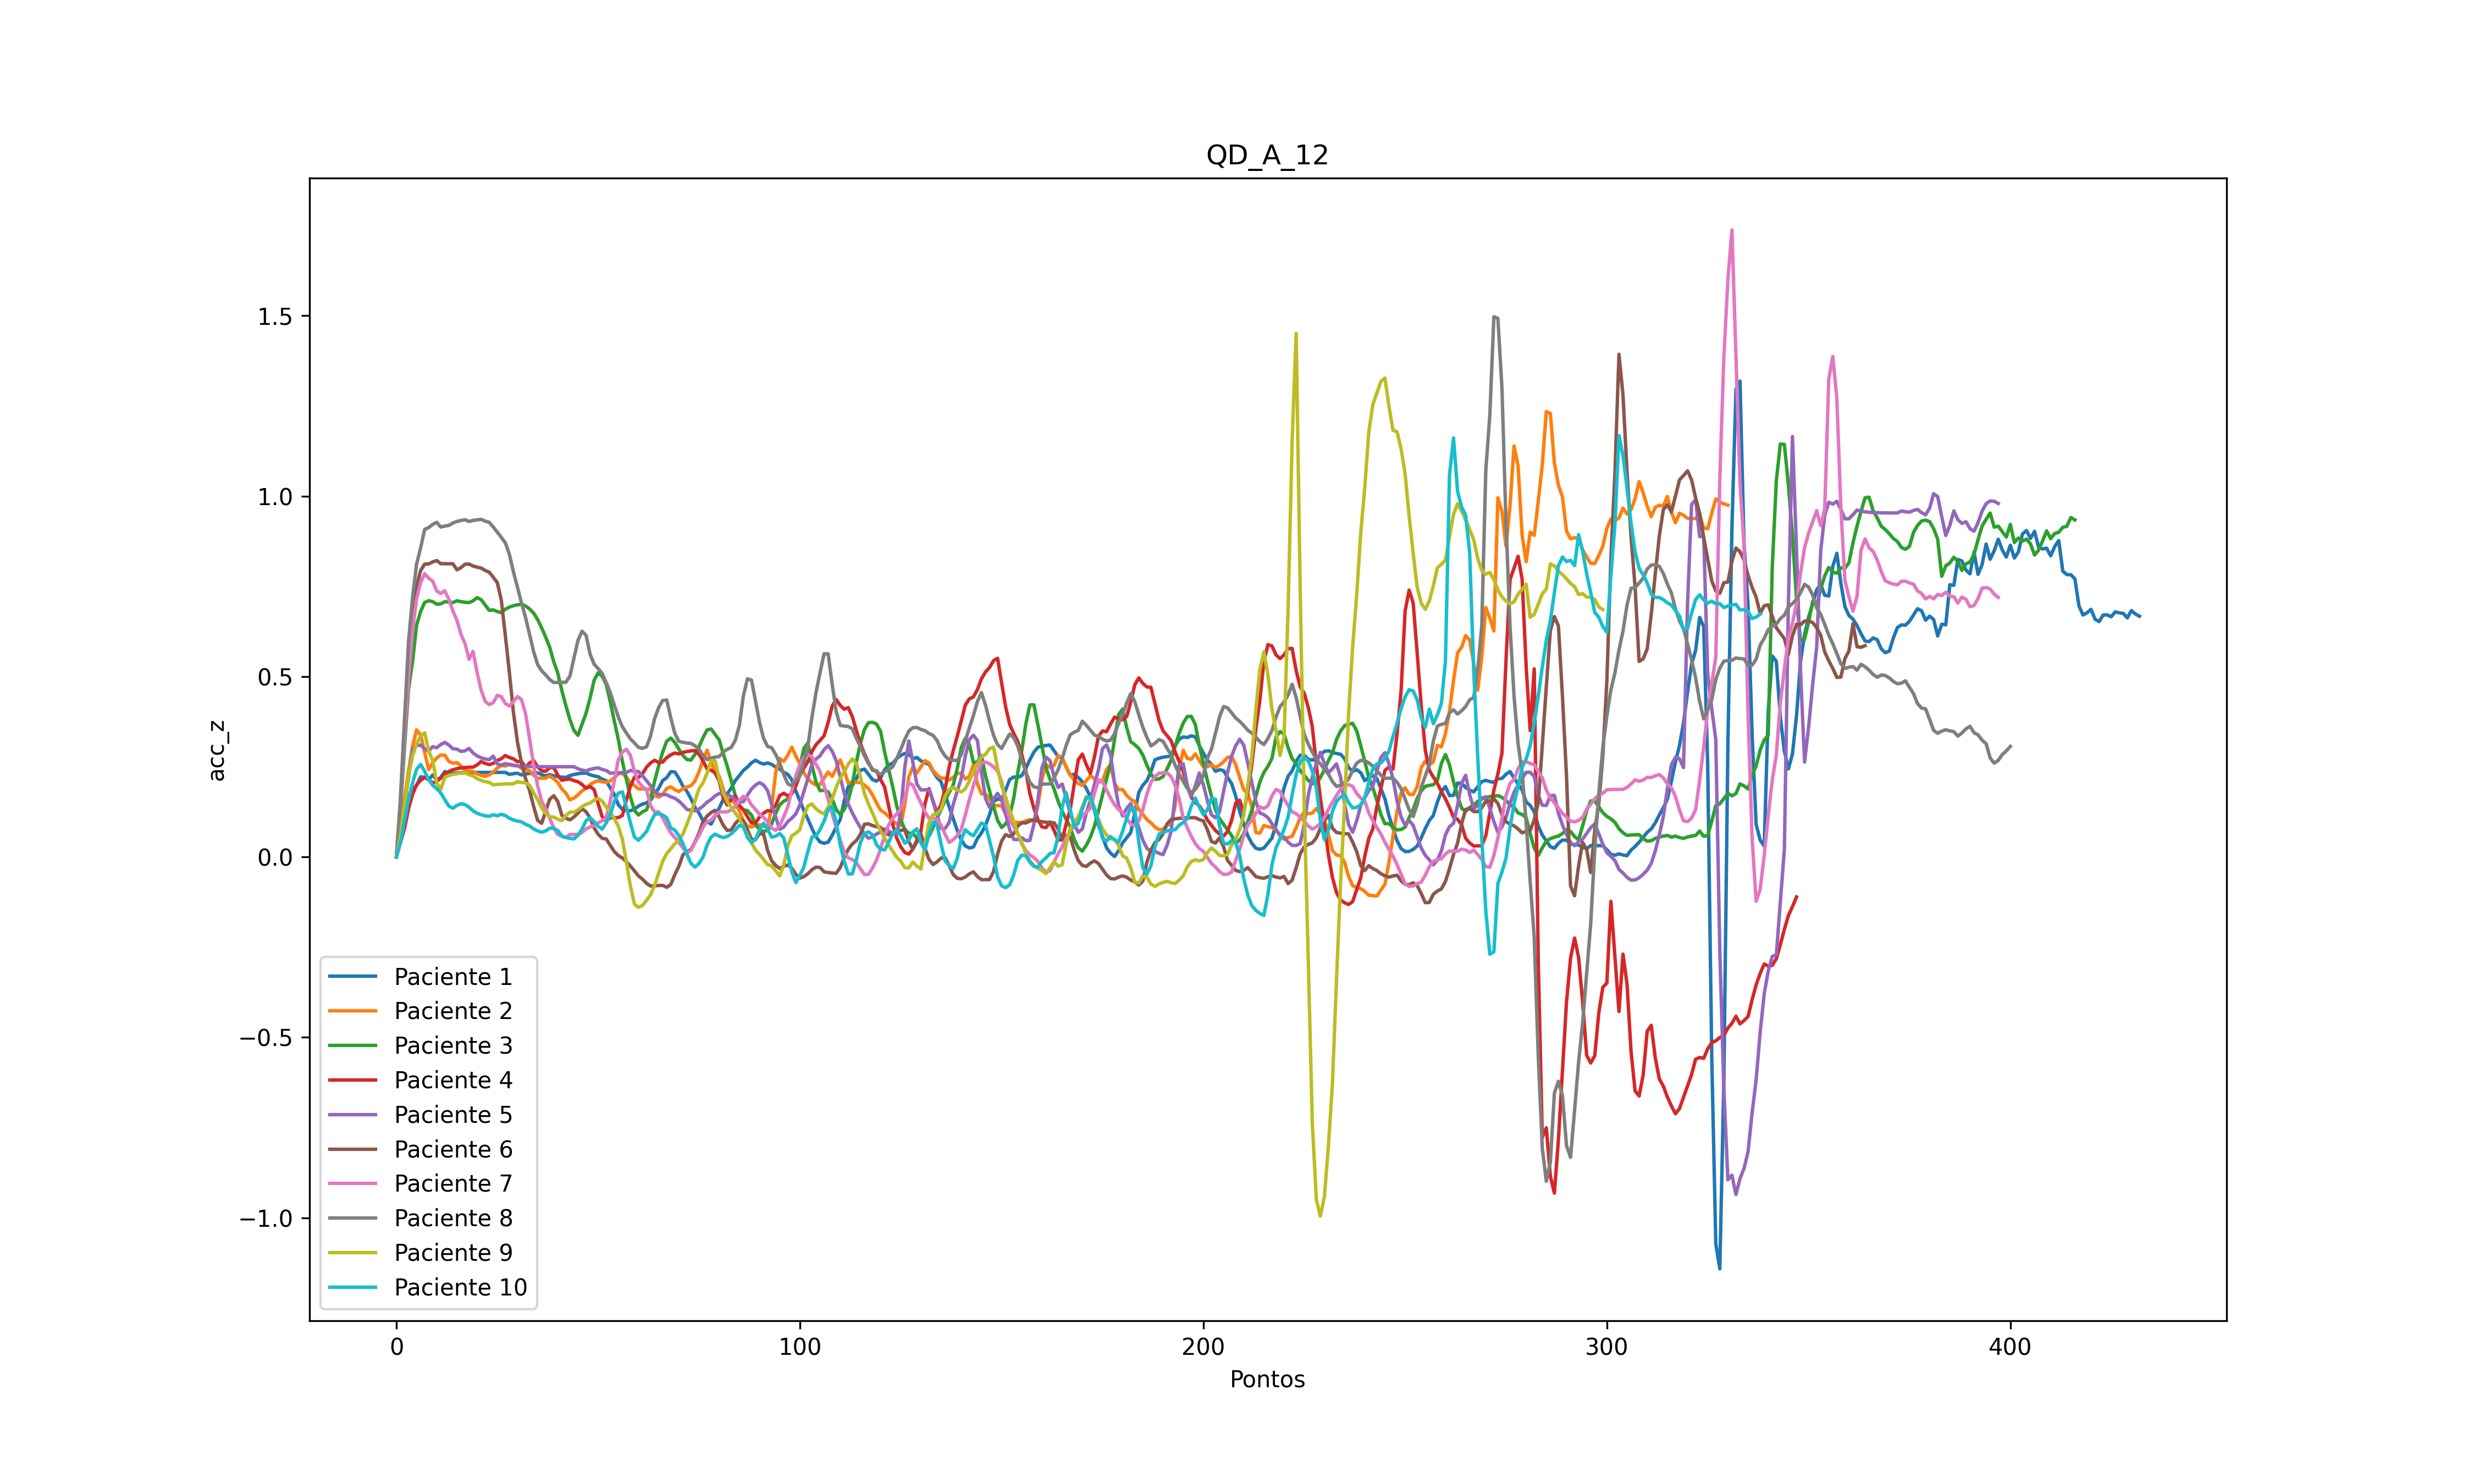 QD_A_12
acc_z
1.5
1.0
0.5
0.0
−0.5
−1.0
Paciente 1
Paciente 2
Paciente 3
Paciente 4
Paciente 5
Paciente 6
Paciente 7
Paciente 8
Paciente 9
Paciente 10
0 100 200 300 400
Pontos